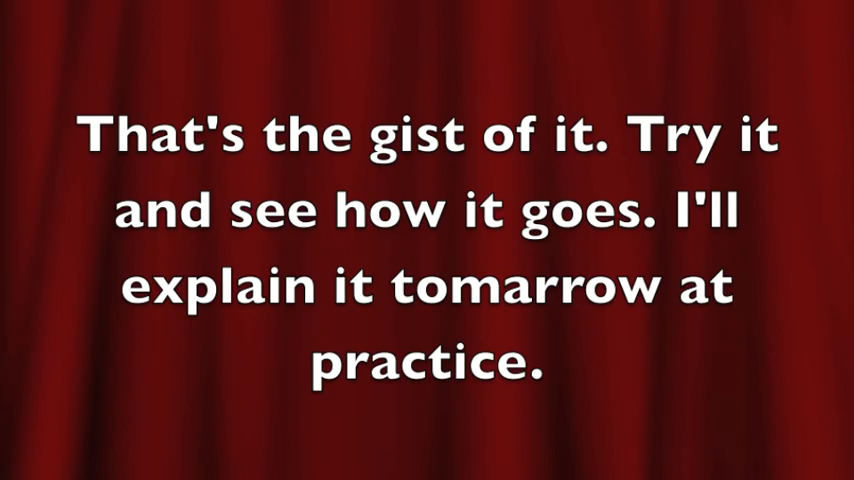 That's the gist of it. Try it
and see how it goes. I'll
explain it tomarrow at
practice.